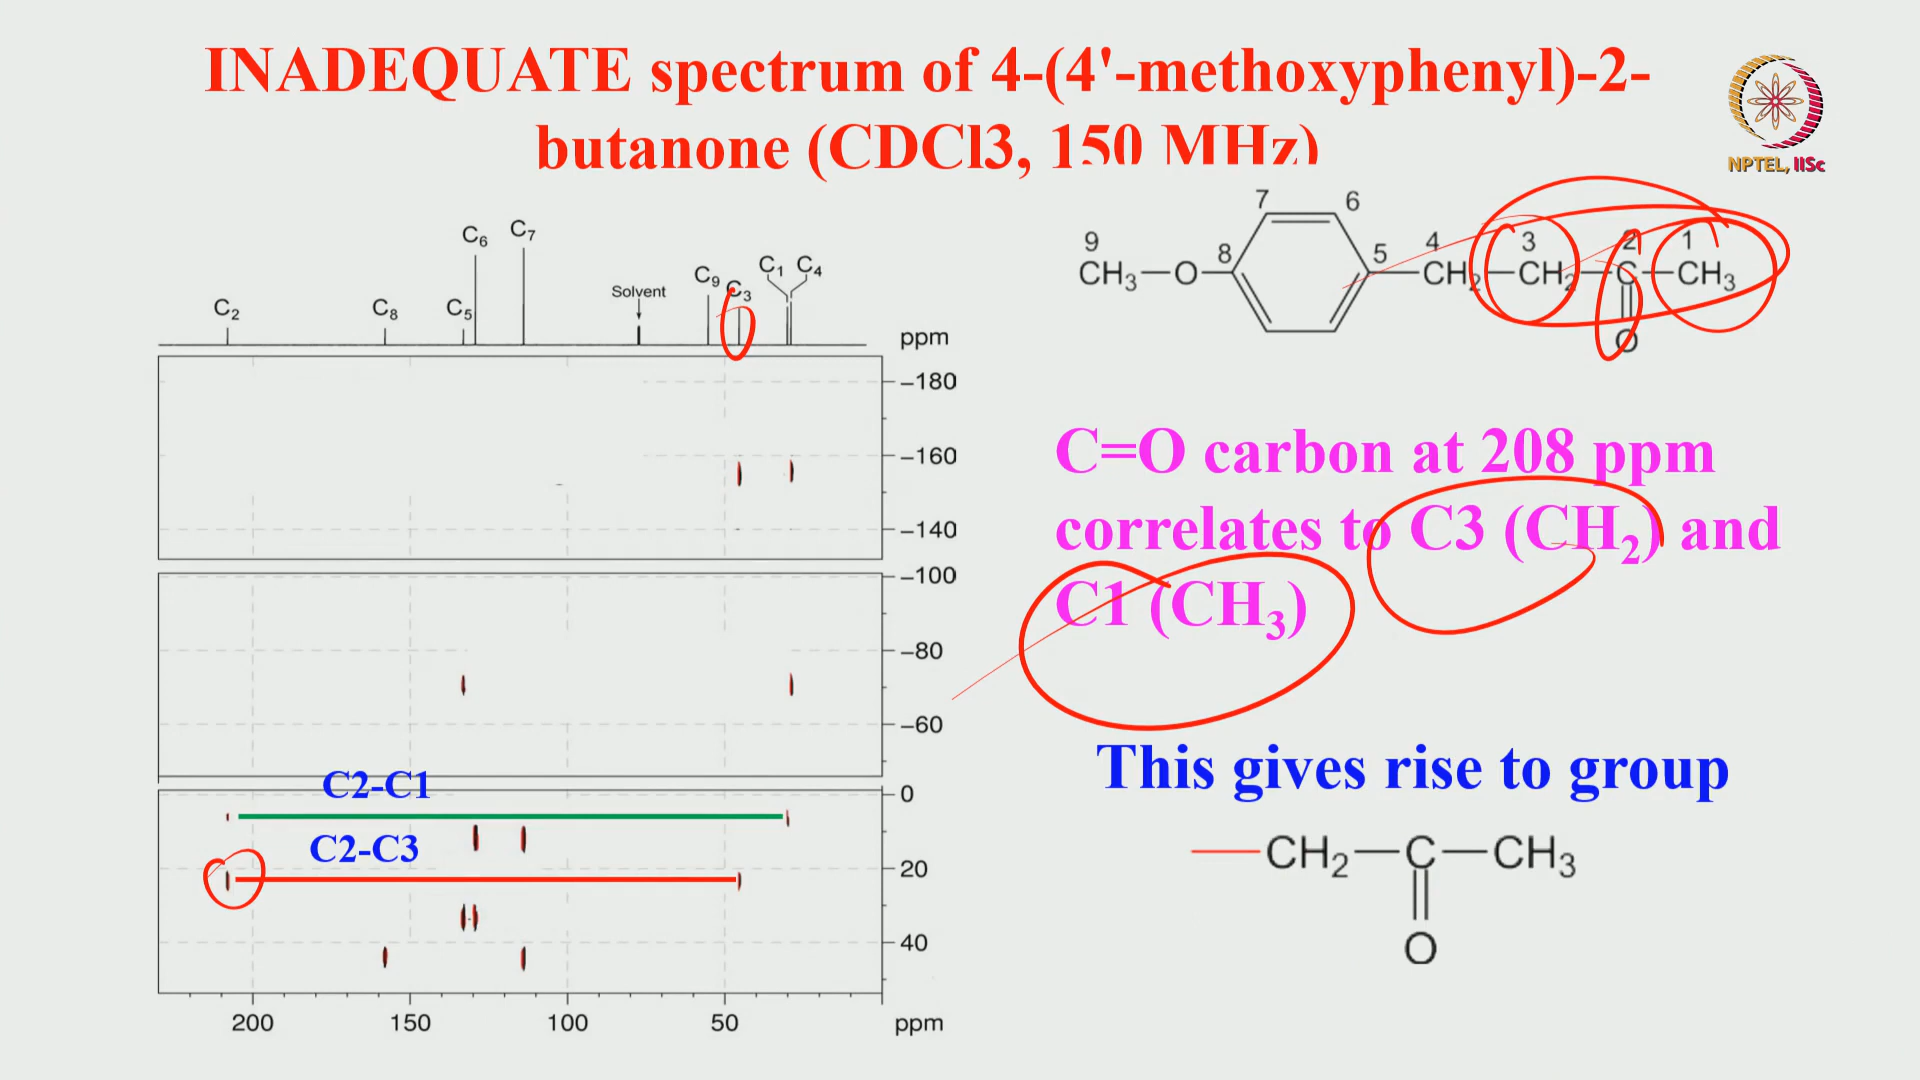 INADEQUATE spectrum of 4-(4'-methoxyphenyl)-2-
butanone (CDCl3, 150 MHz)
NPTEL, IISc
C2 C8 C5 C6 C7 Solvent C9 C3 C1 C4
ppm
−180
−160
−140
−100
−80
−60
0
20
40
C2-C1
C2-C3
200 150 100 50 ppm
9 8 7 6 5 4 3 2 1
CH3—O CH2—CH2—C—CH3
O
C=O carbon at 208 ppm
correlates to C3 (CH2) and
C1 (CH3)
This gives rise to group
—CH2—C—CH3
O